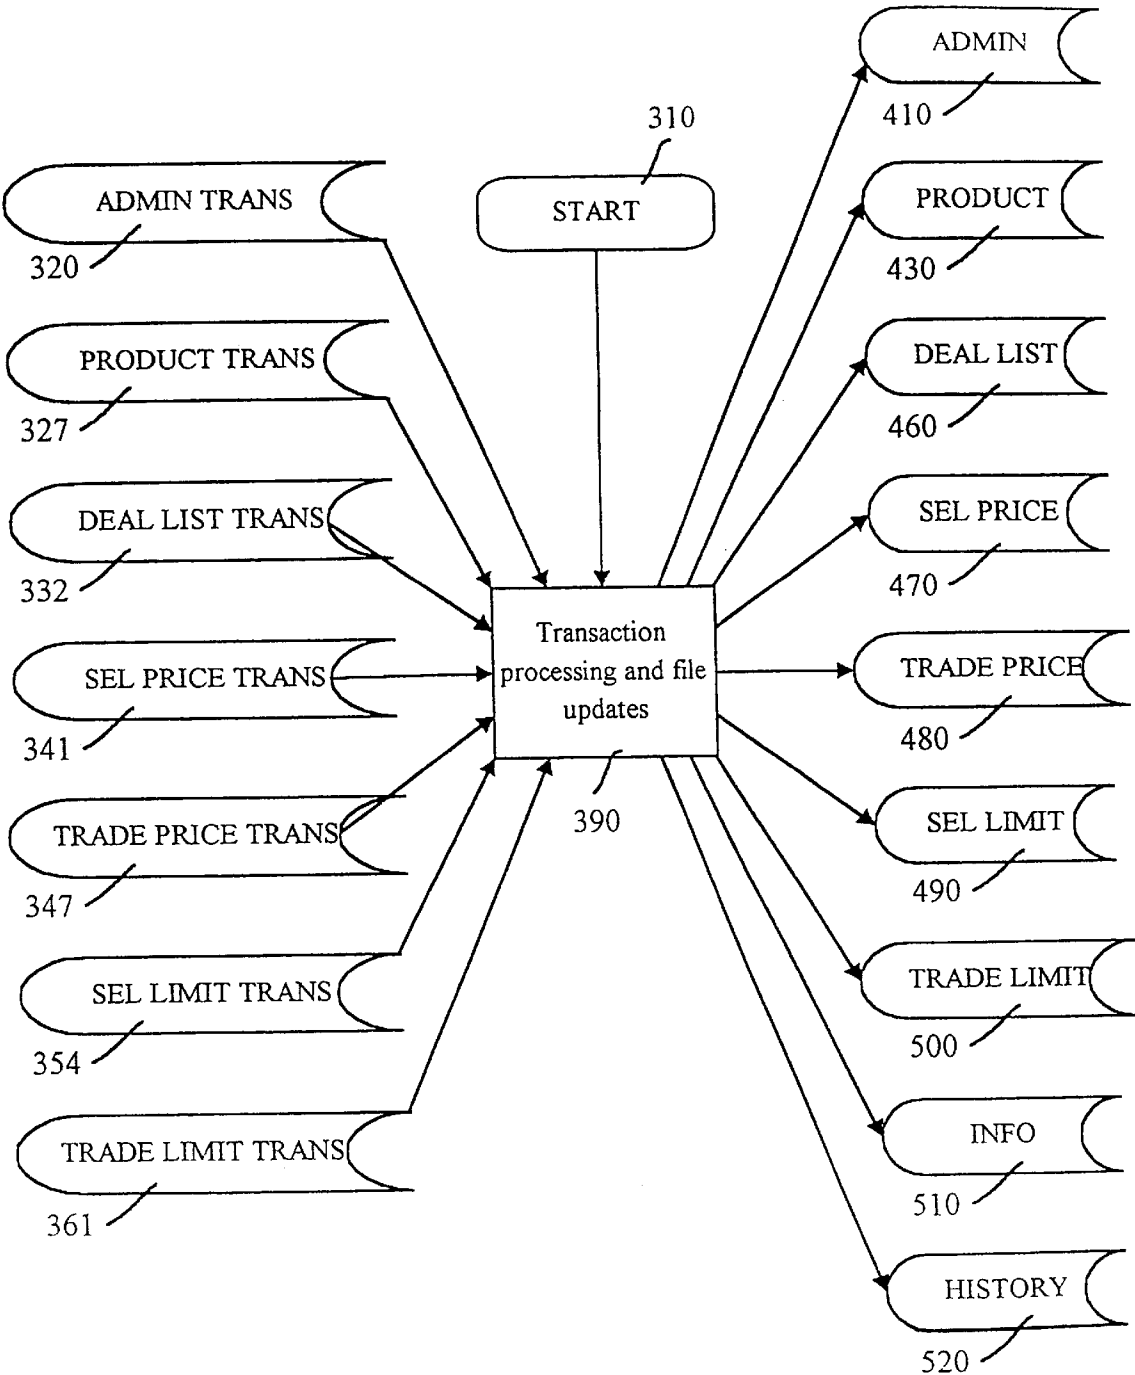 ADMIN
410
310
START
ADMIN TRANS
320
PRODUCT
430
PRODUCT TRANS
327
DEAL LIST
460
DEAL LIST TRANS
332
SEL PRICE
470
SEL PRICE TRANS
341
Transaction
processing and file
updates
390
TRADE PRICE
480
TRADE PRICE TRANS
347
SEL LIMIT
490
SEL LIMIT TRANS
354
TRADE LIMIT
500
TRADE LIMIT TRANS
361
INFO
510
HISTORY
520